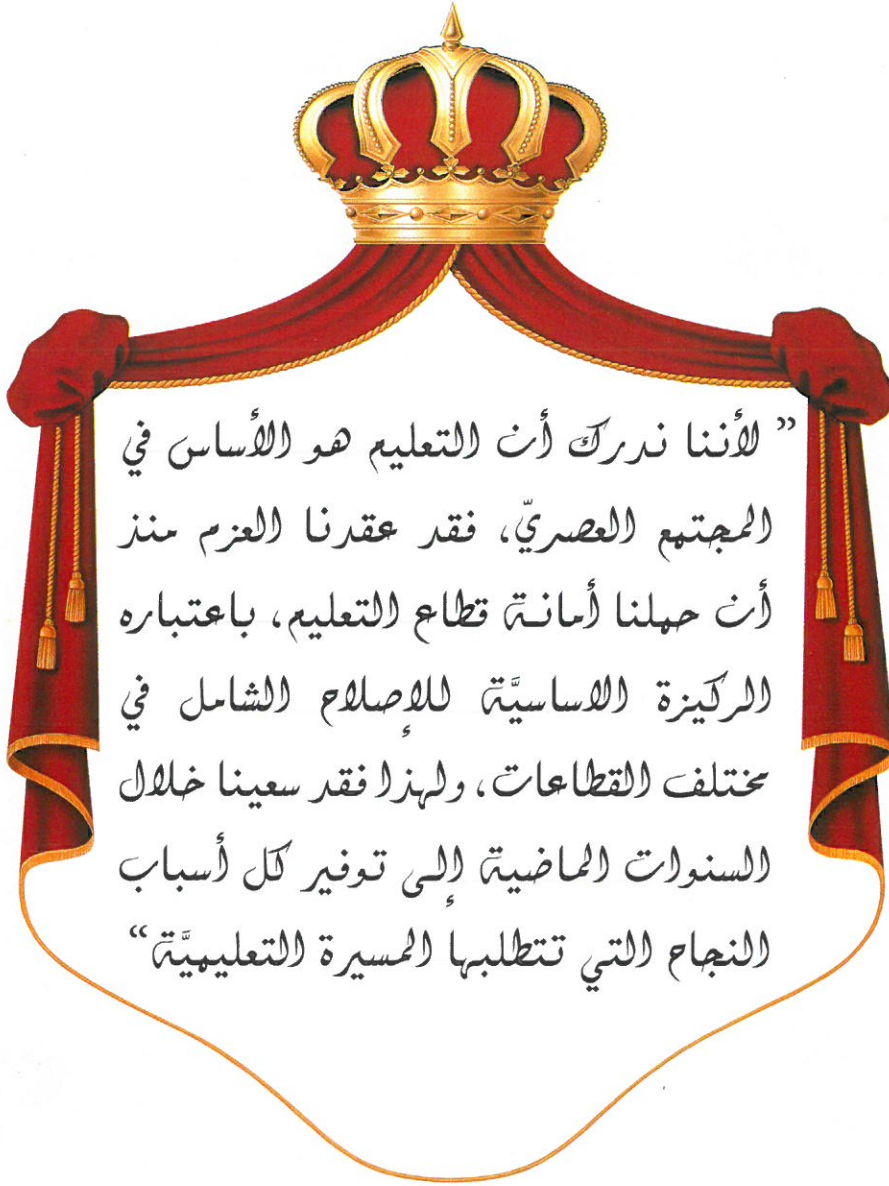 ” لأننا ندرك أن التعليم هو الأساس في
المجتمع العصريّ، فقد عقدنا العزم منذ
أن حملنا أمانة قطاع التعليم، باعتباره
الركيزة الاساسيَّة للإصلاح الشامل في
مختلف القطاعات، ولهذا فقد سعينا خلال
السنوات الماضية إلى توفير كل أسباب
النجاح التي تتطلبها المسيرة التعليميَّة“